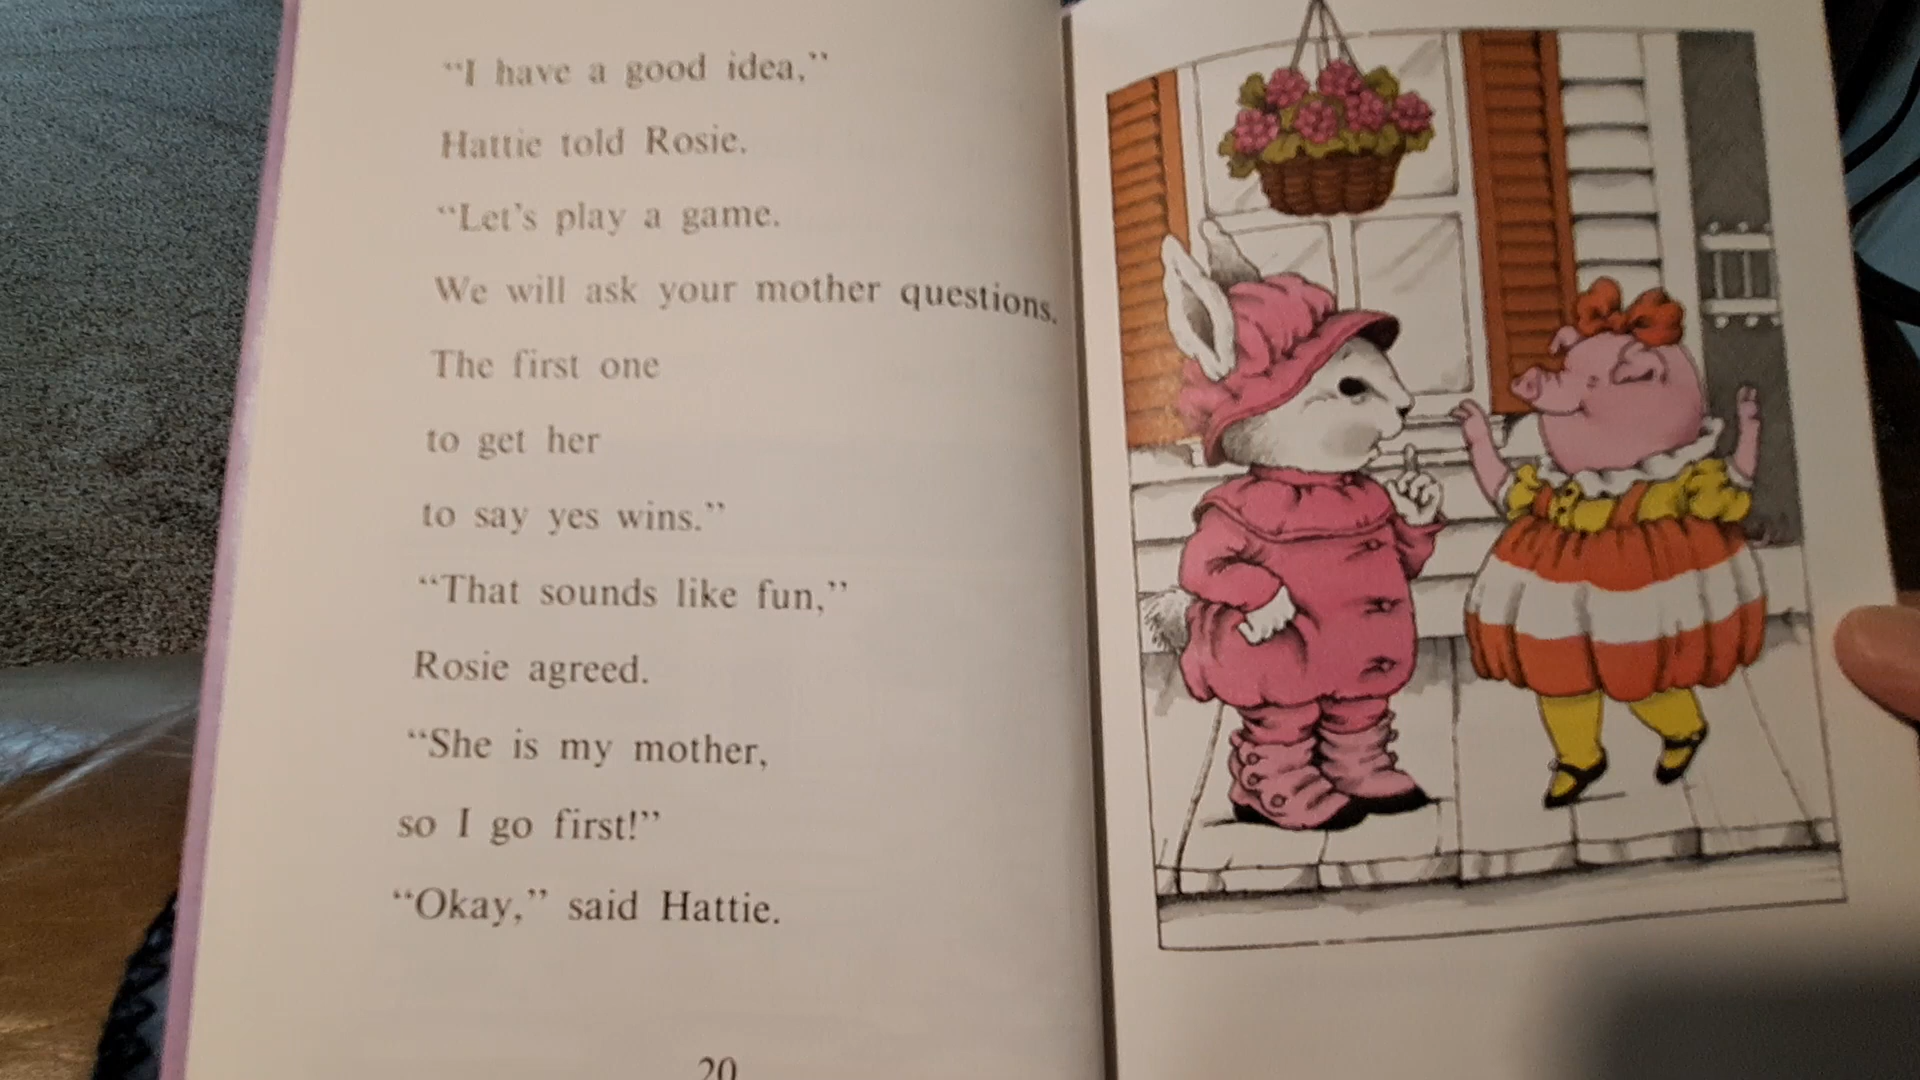 “I have a good idea,”
Hattie told Rosie.
“Let’s play a game.
We will ask your mother questions.
The first one
to get her
to say yes wins.”
“That sounds like fun,”
Rosie agreed.
“She is my mother,
so I go first!”
“Okay,” said Hattie.
20